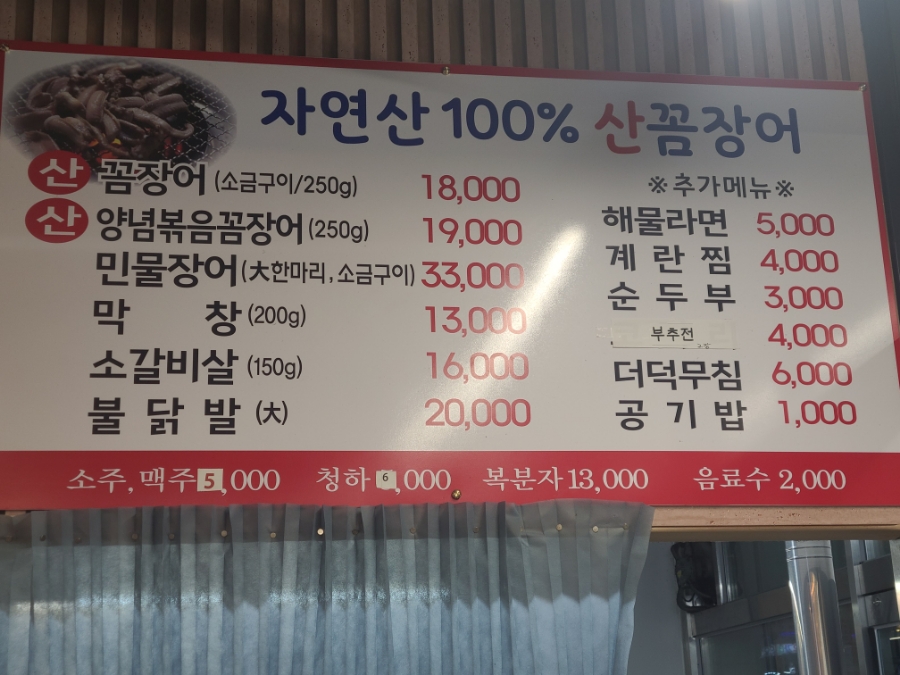 자연산 100% 산꼼장어
산 꼼장어 (소금구이/250g) 18,000
산 양념볶음꼼장어 (250g) 19,000
민물장어 (大한마리, 소금구이) 33,000
막창 (200g) 13,000
소갈비살 (150g) 16,000
불닭발 (大) 20,000
※추가메뉴※
해물라면 5,000
계란찜 4,000
순두부 3,000
부추전 4,000
더덕무침 6,000
공기밥 1,000
소주, 맥주 5,000 청하 6,000 복분자 13,000 음료수 2,000